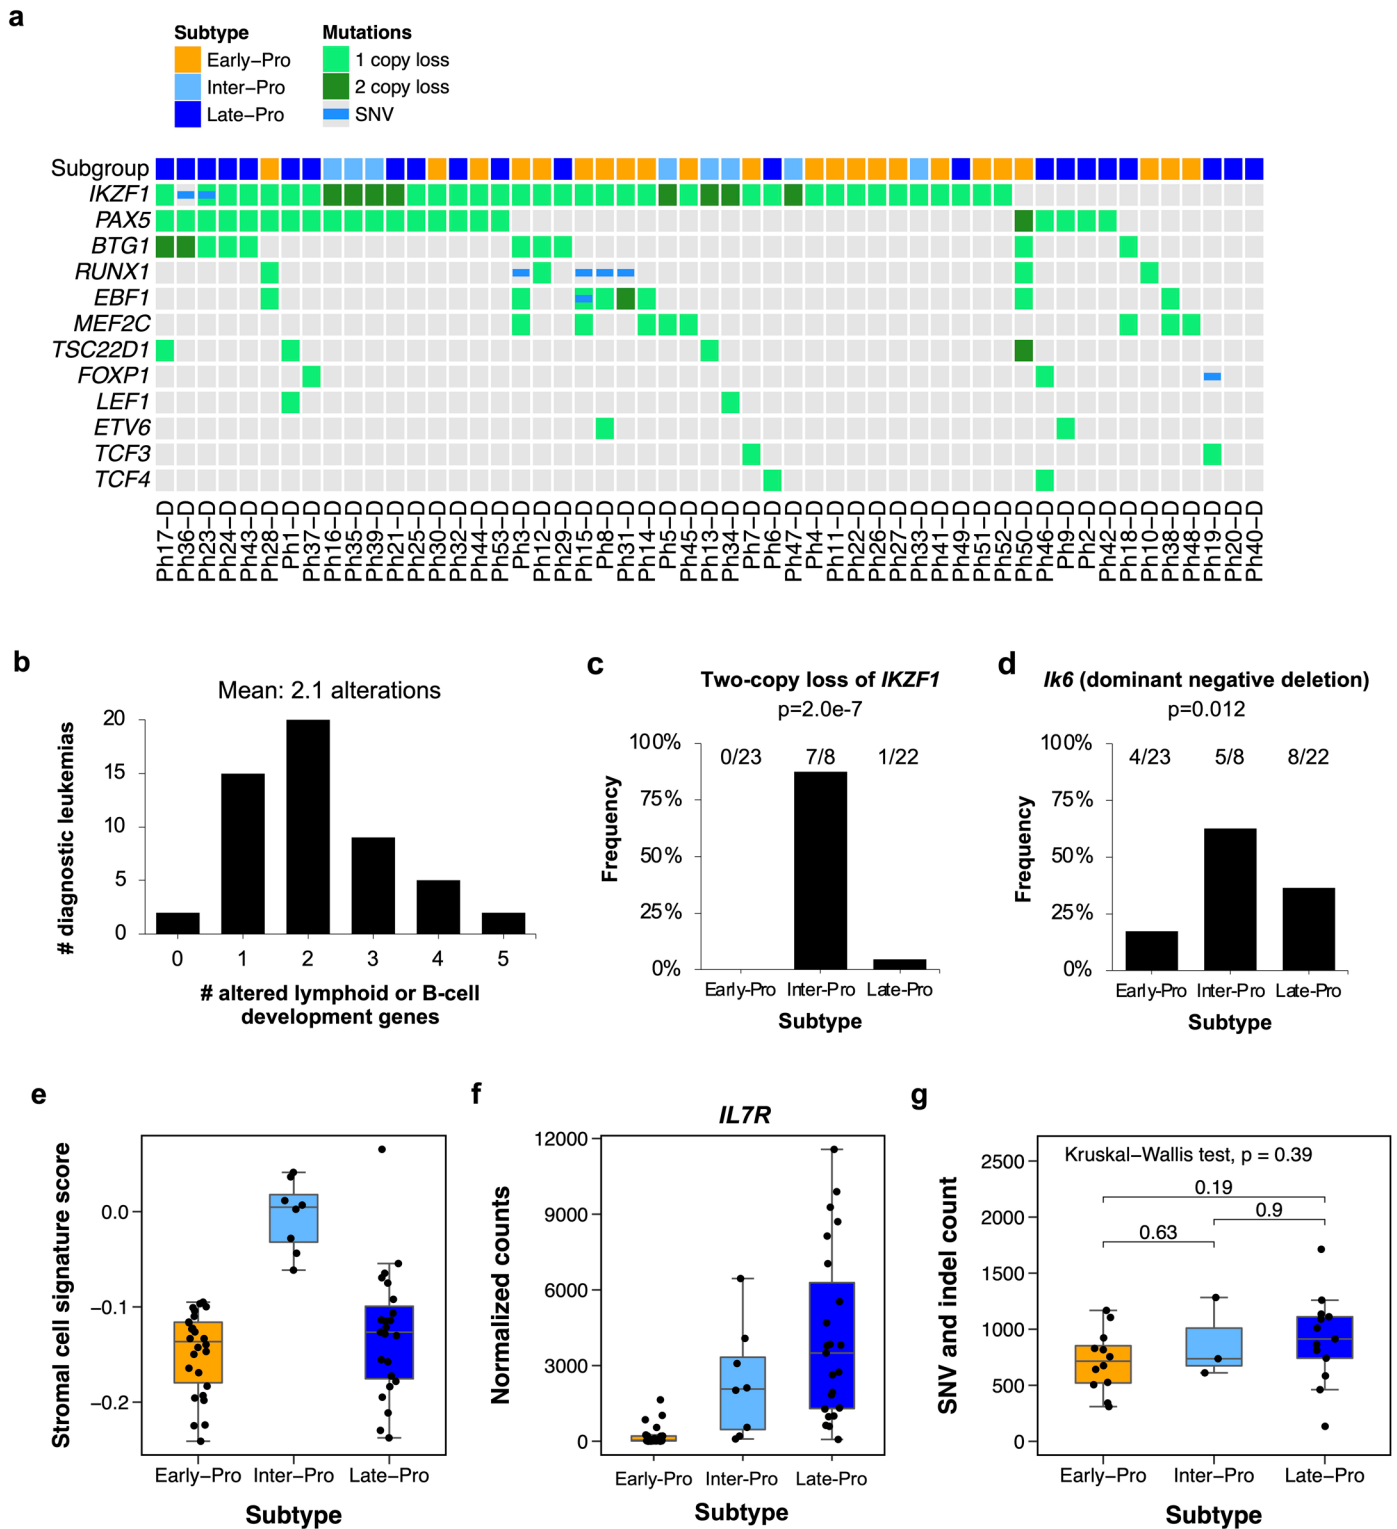 a
Subtype
Early−Pro
Inter−Pro
Late−Pro
Mutations
1 copy loss
2 copy loss
SNV
Subgroup
IKZF1
PAX5
BTG1
RUNX1
EBF1
MEF2C
TSC22D1
FOXP1
LEF1
ETV6
TCF3
TCF4
Ph17−D
Ph36−D
Ph23−D
Ph24−D
Ph43−D
Ph28−D
Ph1−D
Ph37−D
Ph16−D
Ph35−D
Ph39−D
Ph21−D
Ph25−D
Ph30−D
Ph32−D
Ph44−D
Ph53−D
Ph3−D
Ph12−D
Ph29−D
Ph15−D
Ph8−D
Ph31−D
Ph14−D
Ph5−D
Ph45−D
Ph13−D
Ph34−D
Ph7−D
Ph6−D
Ph47−D
Ph4−D
Ph11−D
Ph22−D
Ph26−D
Ph27−D
Ph33−D
Ph41−D
Ph49−D
Ph51−D
Ph52−D
Ph50−D
Ph46−D
Ph9−D
Ph2−D
Ph42−D
Ph18−D
Ph10−D
Ph38−D
Ph48−D
Ph19−D
Ph20−D
Ph40−D
b
Mean: 2.1 alterations
# diagnostic leukemias
20
15
10
5
0
0 1 2 3 4 5
# altered lymphoid or B-cell
development genes
c
Two-copy loss of IKZF1
p=2.0e-7
Frequency
100%
75%
50%
25%
0%
0/23 7/8 1/22
Early-Pro Inter-Pro Late-Pro
Subtype
d
Ik6 (dominant negative deletion)
p=0.012
Frequency
100%
75%
50%
25%
0%
4/23 5/8 8/22
Early-Pro Inter-Pro Late-Pro
Subtype
e
Stromal cell signature score
0.0
−0.1
−0.2
Early−Pro Inter−Pro Late−Pro
Subtype
f
IL7R
Normalized counts
12000
9000
6000
3000
0
Early-Pro Inter-Pro Late-Pro
Subtype
g
SNV and indel count
Kruskal−Wallis test, p = 0.39
0.19
0.9
0.63
2500
2000
1500
1000
500
0
Early−Pro Inter−Pro Late−Pro
Subtype